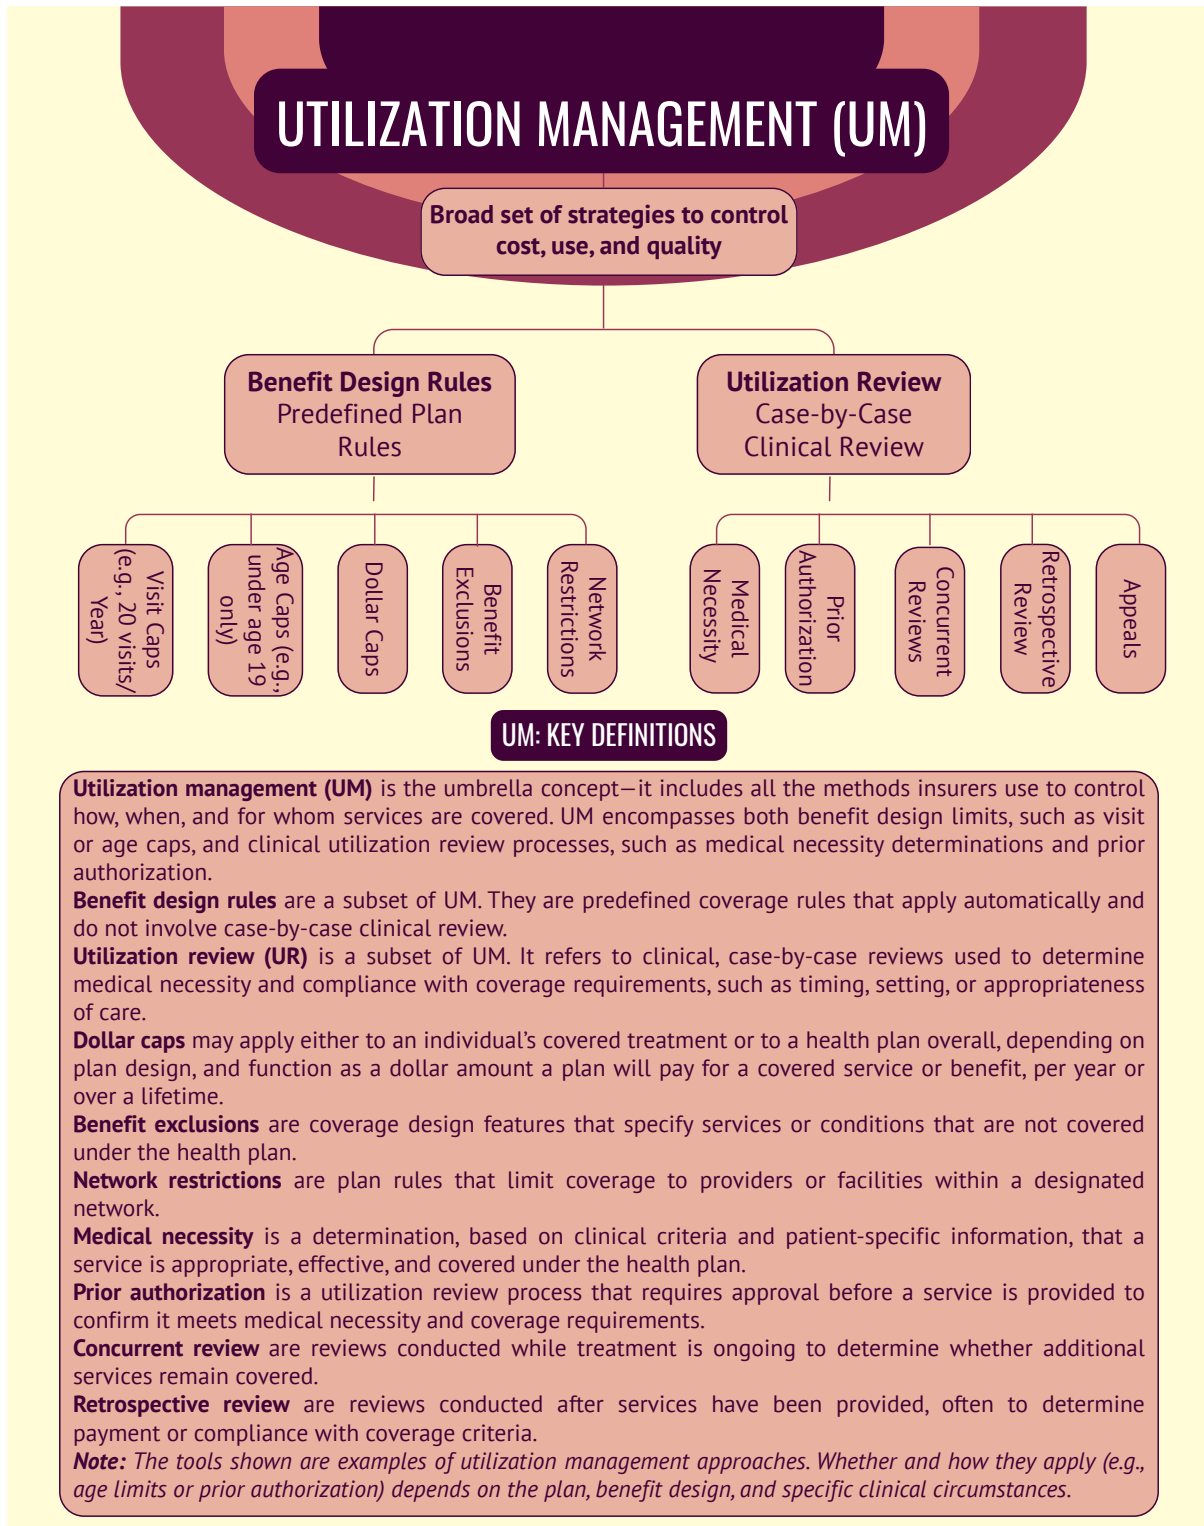 UTILIZATION MANAGEMENT (UM)
Broad set of strategies to control
cost, use, and quality
Benefit Design Rules
Predefined Plan
Rules
Utilization Review
Case-by-Case
Clinical Review
Visit Caps
(e.g., 20 visits/
Year)
Age Caps (e.g.,
under age 19
only)
Dollar Caps
Benefit
Exclusions
Network
Restrictions
Medical
Necessity
Prior
Authorization
Concurrent
Reviews
Retrospective
Review
Appeals
UM: KEY DEFINITIONS
Utilization management (UM) is the umbrella concept—it includes all the methods insurers use to control
how, when, and for whom services are covered. UM encompasses both benefit design limits, such as visit
or age caps, and clinical utilization review processes, such as medical necessity determinations and prior
authorization.
Benefit design rules are a subset of UM. They are predefined coverage rules that apply automatically and
do not involve case-by-case clinical review.
Utilization review (UR) is a subset of UM. It refers to clinical, case-by-case reviews used to determine
medical necessity and compliance with coverage requirements, such as timing, setting, or appropriateness
of care.
Dollar caps may apply either to an individual’s covered treatment or to a health plan overall, depending on
plan design, and function as a dollar amount a plan will pay for a covered service or benefit, per year or
over a lifetime.
Benefit exclusions are coverage design features that specify services or conditions that are not covered
under the health plan.
Network restrictions are plan rules that limit coverage to providers or facilities within a designated
network.
Medical necessity is a determination, based on clinical criteria and patient-specific information, that a
service is appropriate, effective, and covered under the health plan.
Prior authorization is a utilization review process that requires approval before a service is provided to
confirm it meets medical necessity and coverage requirements.
Concurrent review are reviews conducted while treatment is ongoing to determine whether additional
services remain covered.
Retrospective review are reviews conducted after services have been provided, often to determine
payment or compliance with coverage criteria.
Note: The tools shown are examples of utilization management approaches. Whether and how they apply (e.g.,
age limits or prior authorization) depends on the plan, benefit design, and specific clinical circumstances.